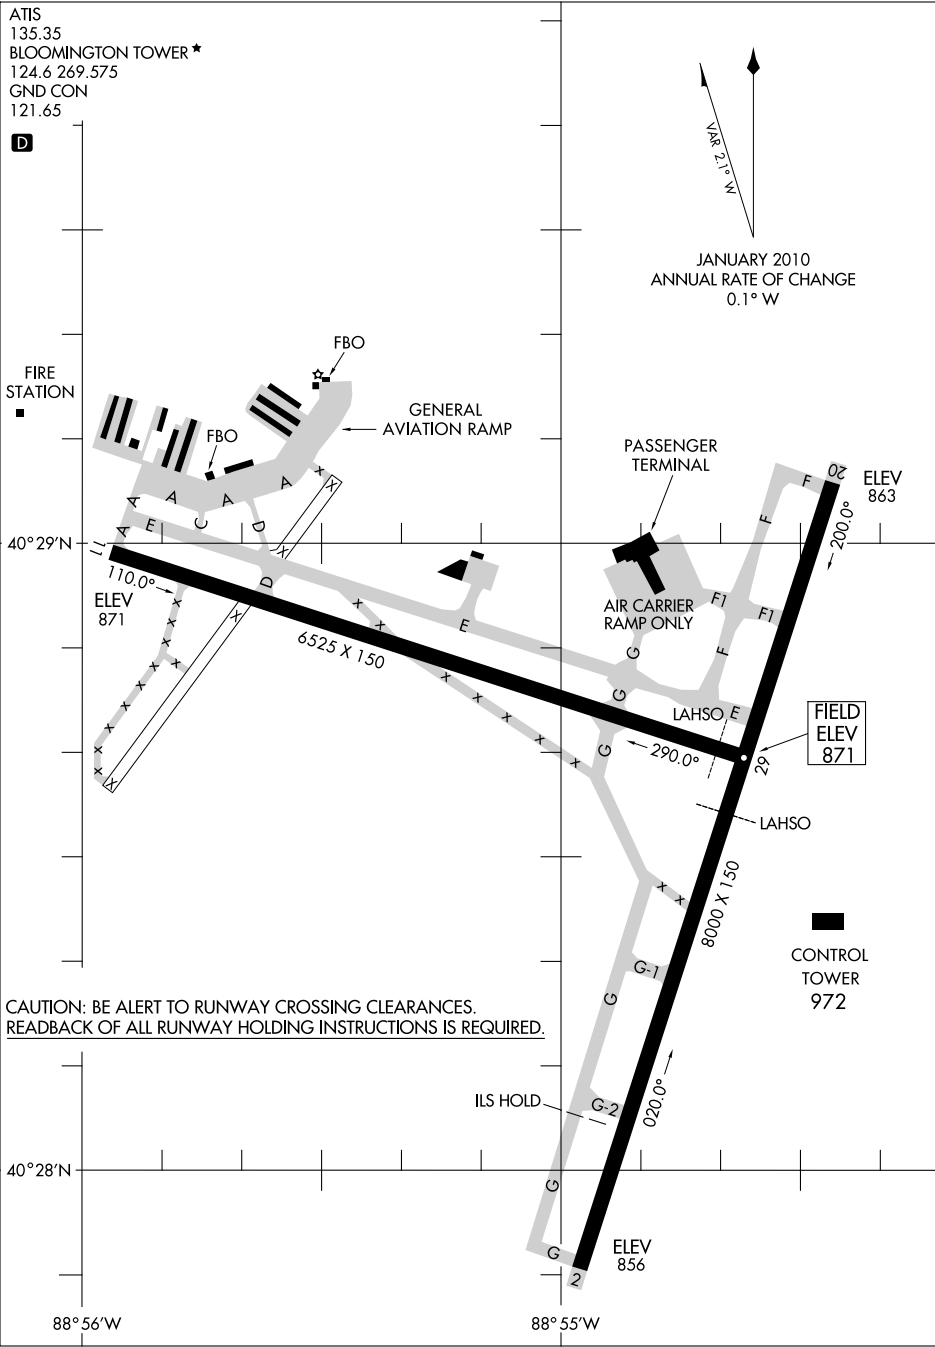 ATIS
135.35
BLOOMINGTON TOWER ★
124.6 269.575
GND CON
121.65
D
VAR 2.1° W
JANUARY 2010
ANNUAL RATE OF CHANGE
0.1° W
FBO
FIRE
STATION
GENERAL
AVIATION RAMP
FBO
PASSENGER
TERMINAL
20
ELEV
863
F
F
200.0°
A
A
A
A
A
C
D
E
X
X
40°29'N
11
110.0°
ELEV
871
D
X
X
6525 X 150
E
AIR CARRIER
RAMP ONLY
F1
F1
F
G
G
G
E
LAHSO
290.0°
29
FIELD
ELEV
871
LAHSO
8000 X 150
X
CONTROL
TOWER
972
G-1
G
CAUTION: BE ALERT TO RUNWAY CROSSING CLEARANCES.
READBACK OF ALL RUNWAY HOLDING INSTRUCTIONS IS REQUIRED.
ILS HOLD
G-2
020.0°
40°28'N
G
G
2
ELEV
856
88°56'W
88°55'W